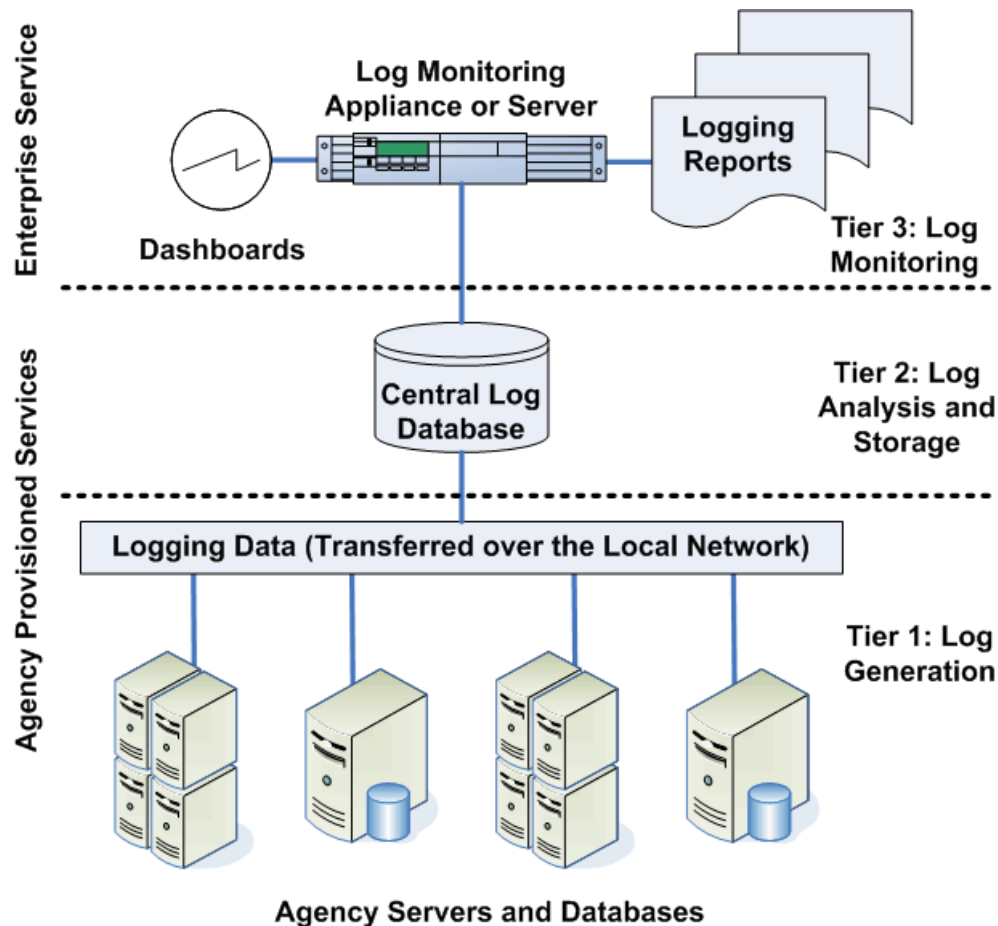 Enterprise Service
Log Monitoring
Appliance or Server
Logging
Reports
Dashboards
Tier 3: Log
Monitoring
Agency Provisioned Services
Central Log
Database
Tier 2: Log
Analysis and
Storage
Logging Data (Transferred over the Local Network)
Tier 1: Log
Generation
Agency Servers and Databases